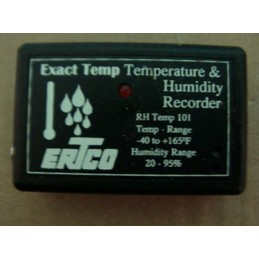 Exact Temp Temperature &
Humidity
Recorder
RH Temp 101
Temp - Range
-40 to +165°F
Humidity Range
20 - 95%
ERTCO